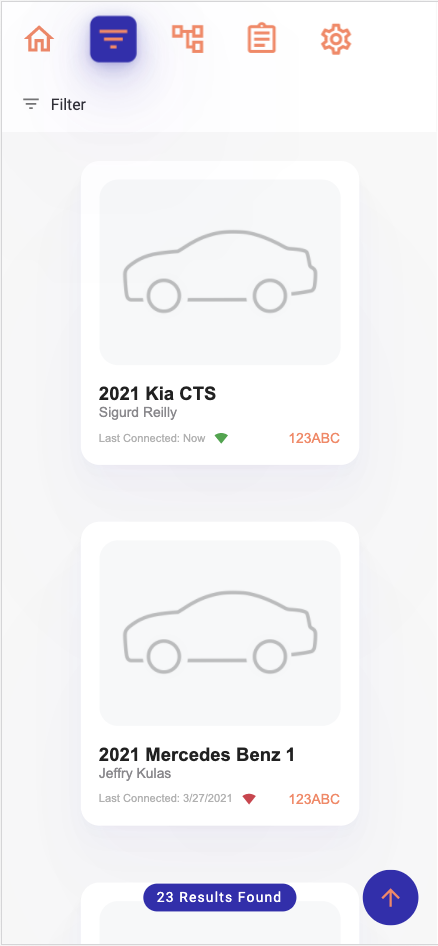 Filter
2021 Kia CTS
Sigurd Reilly
Last Connected: Now
123ABC
2021 Mercedes Benz 1
Jeffry Kulas
Last Connected: 3/27/2021
123ABC
23 Results Found